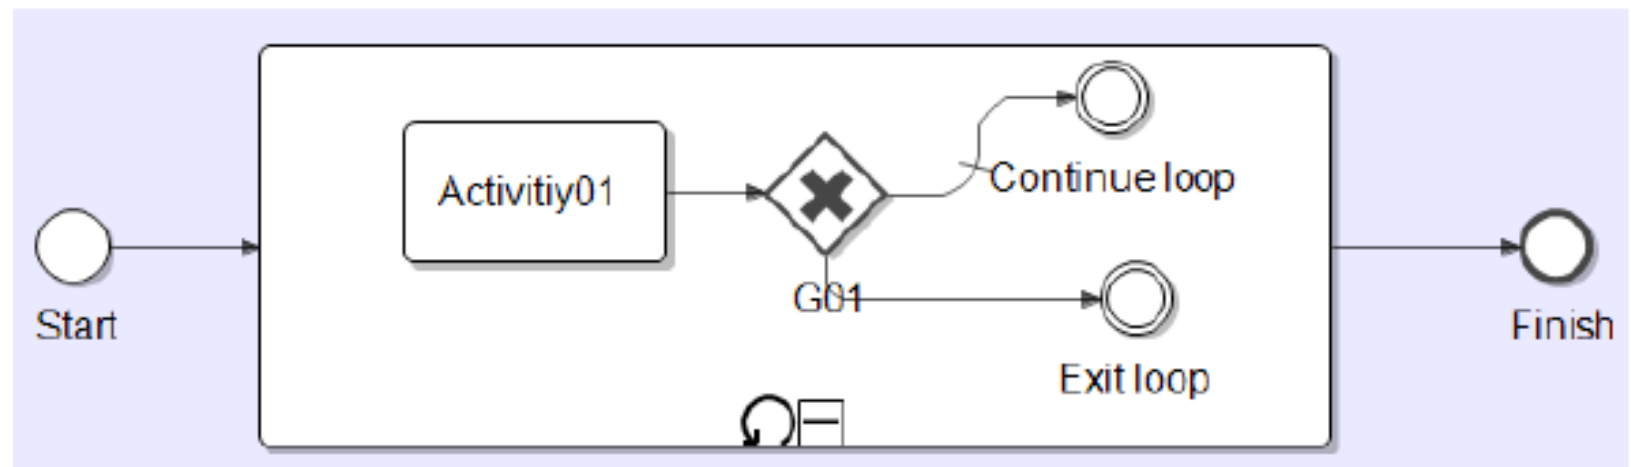 Activitiy01
Continue loop
G01
Start
Finish
Exit loop